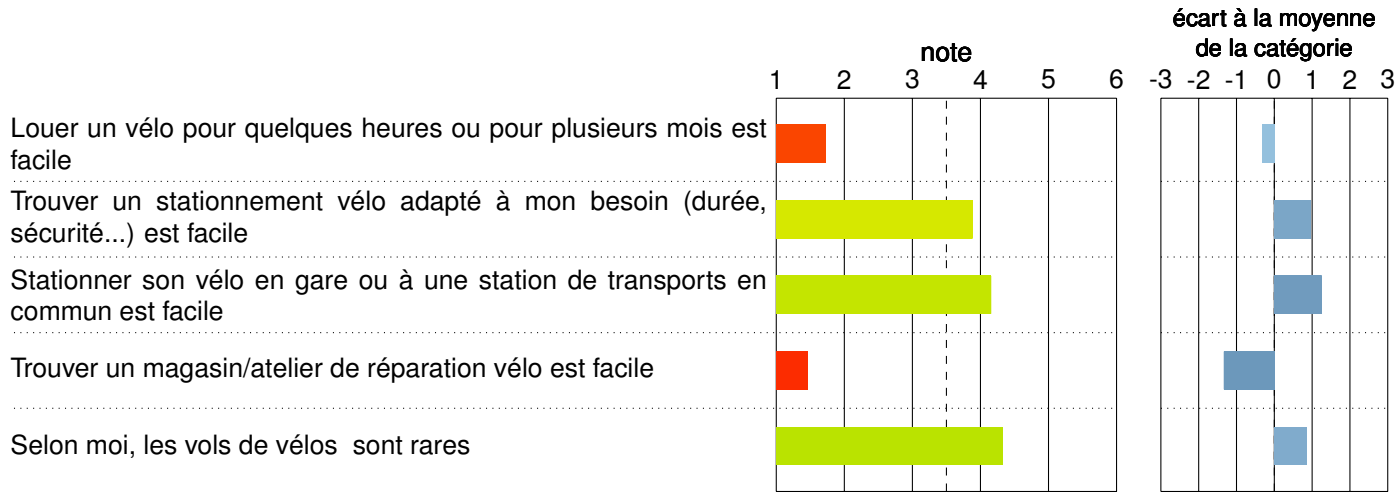 écart à la moyenne
note de la catégorie
1 2 3 4 5 6 -3 -2 -1 0 1 2 3
Louer un vélo pour quelques heures ou pour plusieurs mois est
facile
Trouver un stationnement vélo adapté à mon besoin (durée,
sécurité...) est facile
Stationner son vélo en gare ou à une station de transports en
commun est facile
Trouver un magasin/atelier de réparation vélo est facile
Selon moi, les vols de vélos sont rares